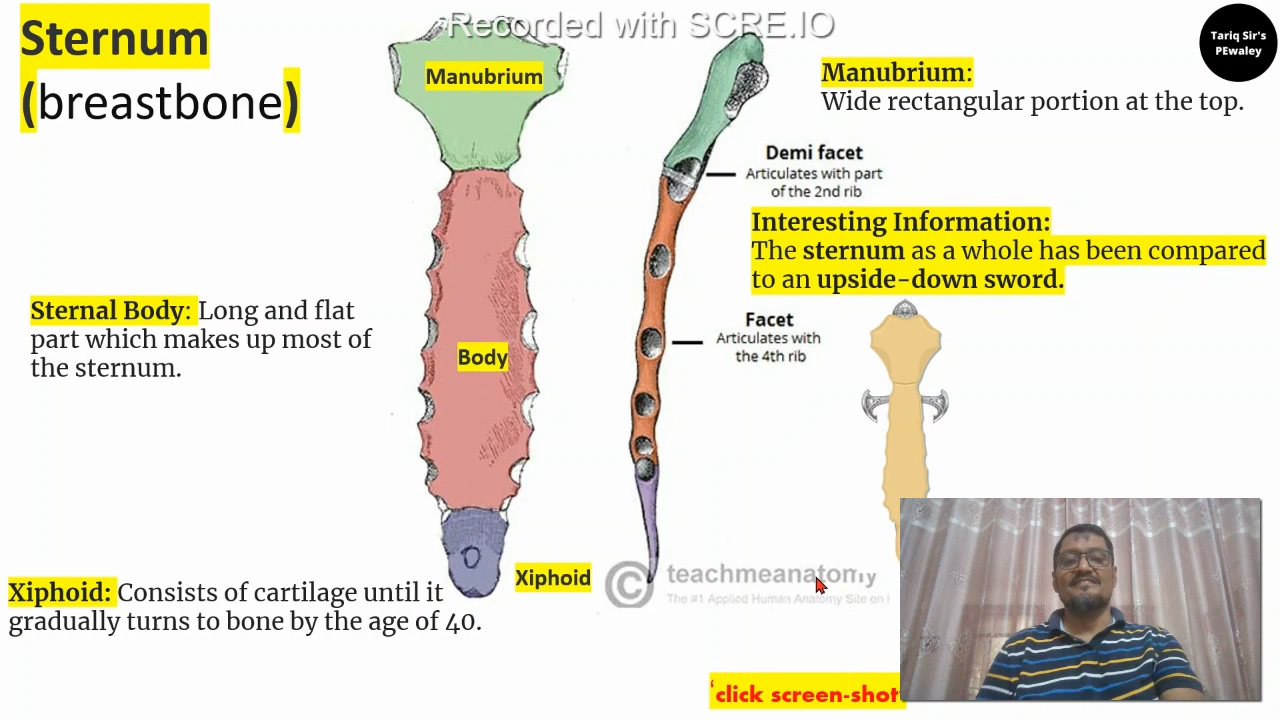 Recorded with SCRE.IO
Sternum
(breastbone)
Manubrium
Manubrium:
Wide rectangular portion at the top.
Tariq Sir's
PEwaley
Demi facet
Articulates with part
of the 2nd rib
Interesting Information:
The sternum as a whole has been compared
to an upside-down sword.
Sternal Body: Long and flat
part which makes up most of
the sternum.
Body
Facet
Articulates with
the 4th rib
Xiphoid: Consists of cartilage until it
gradually turns to bone by the age of 40.
Xiphoid
© teachmeanatomy
The #1 Applied Human Anatomy Site on
‘click screen-shot